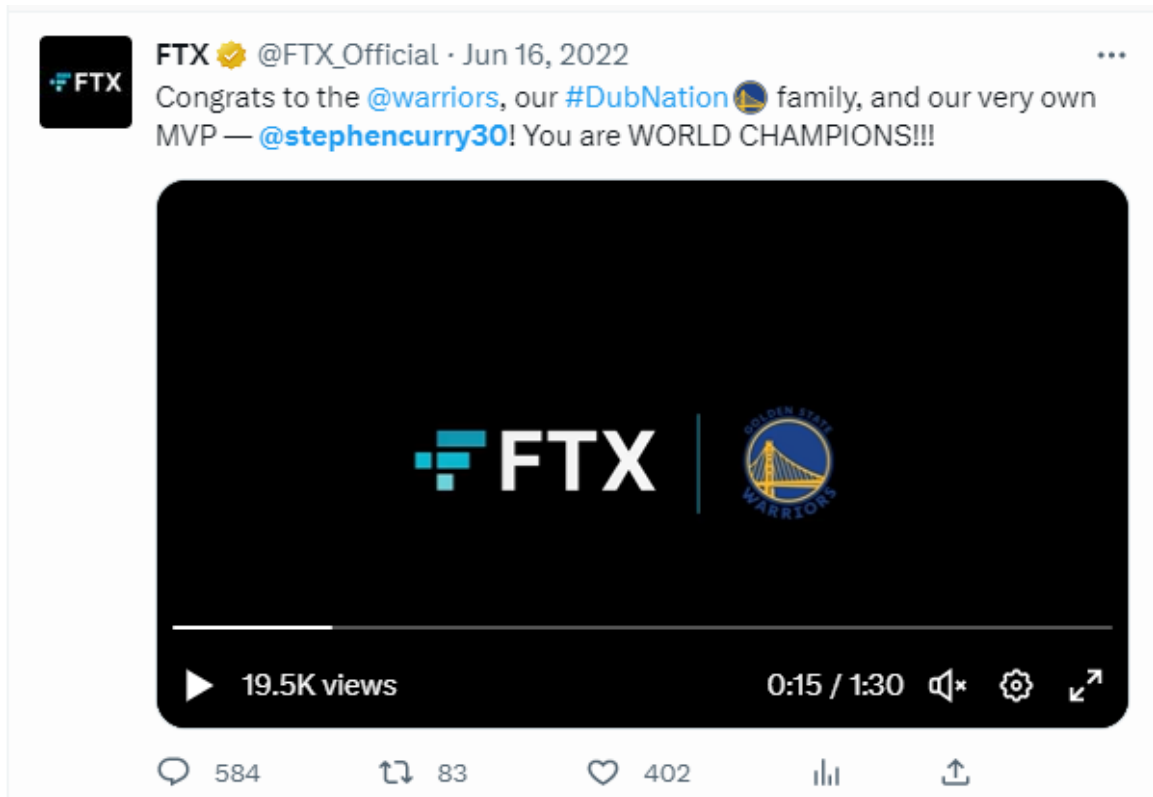 FTX
FTX @FTX_Official · Jun 16, 2022
Congrats to the @warriors, our #DubNation family, and our very own
MVP — @stephencurry30! You are WORLD CHAMPIONS!!!
FTX
GOLDEN STATE
WARRIORS
19.5K views
0:15 / 1:30
584
83
402